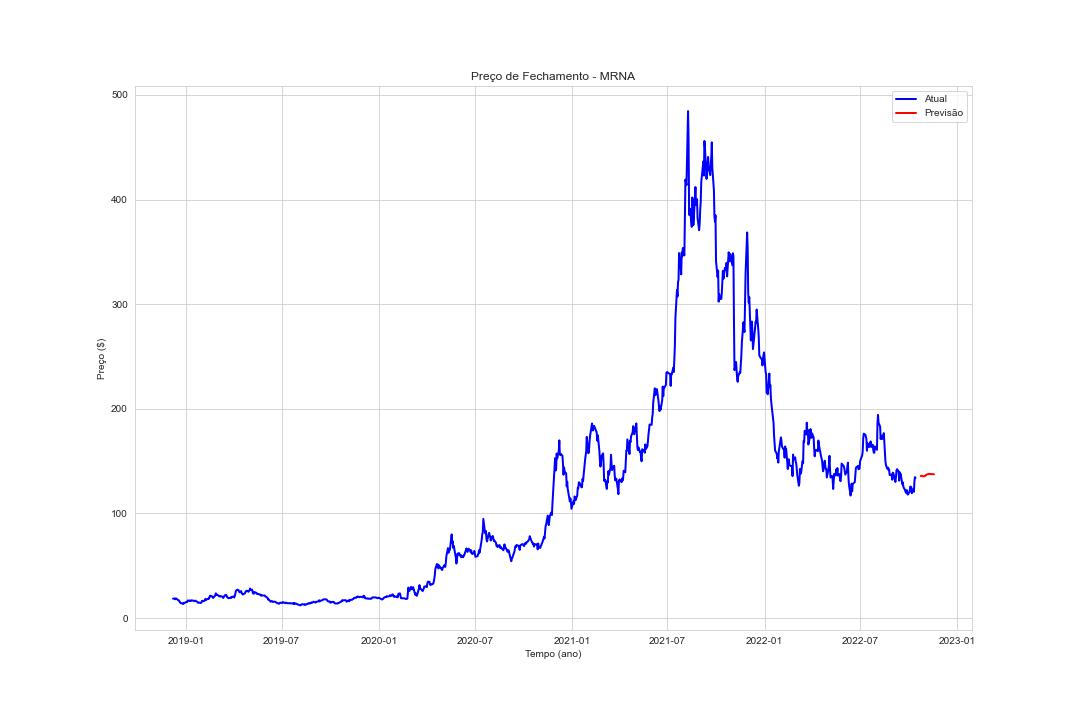 Preço de Fechamento - MRNA
Atual
Previsão
500
400
300
200
100
0
Preço ($)
2019-01 2019-07 2020-01 2020-07 2021-01 2021-07 2022-01 2022-07 2023-01
Tempo (ano)